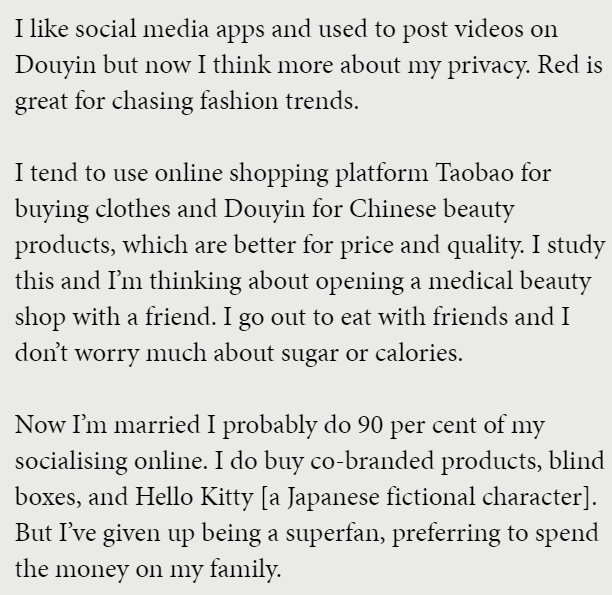 I like social media apps and used to post videos on
Douyin but now I think more about my privacy. Red is
great for chasing fashion trends.
I tend to use online shopping platform Taobao for
buying clothes and Douyin for Chinese beauty
products, which are better for price and quality. I study
this and I’m thinking about opening a medical beauty
shop with a friend. I go out to eat with friends and I
don’t worry much about sugar or calories.
Now I’m married I probably do 90 per cent of my
socialising online. I do buy co-branded products, blind
boxes, and Hello Kitty [a Japanese fictional character].
But I’ve given up being a superfan, preferring to spend
the money on my family.